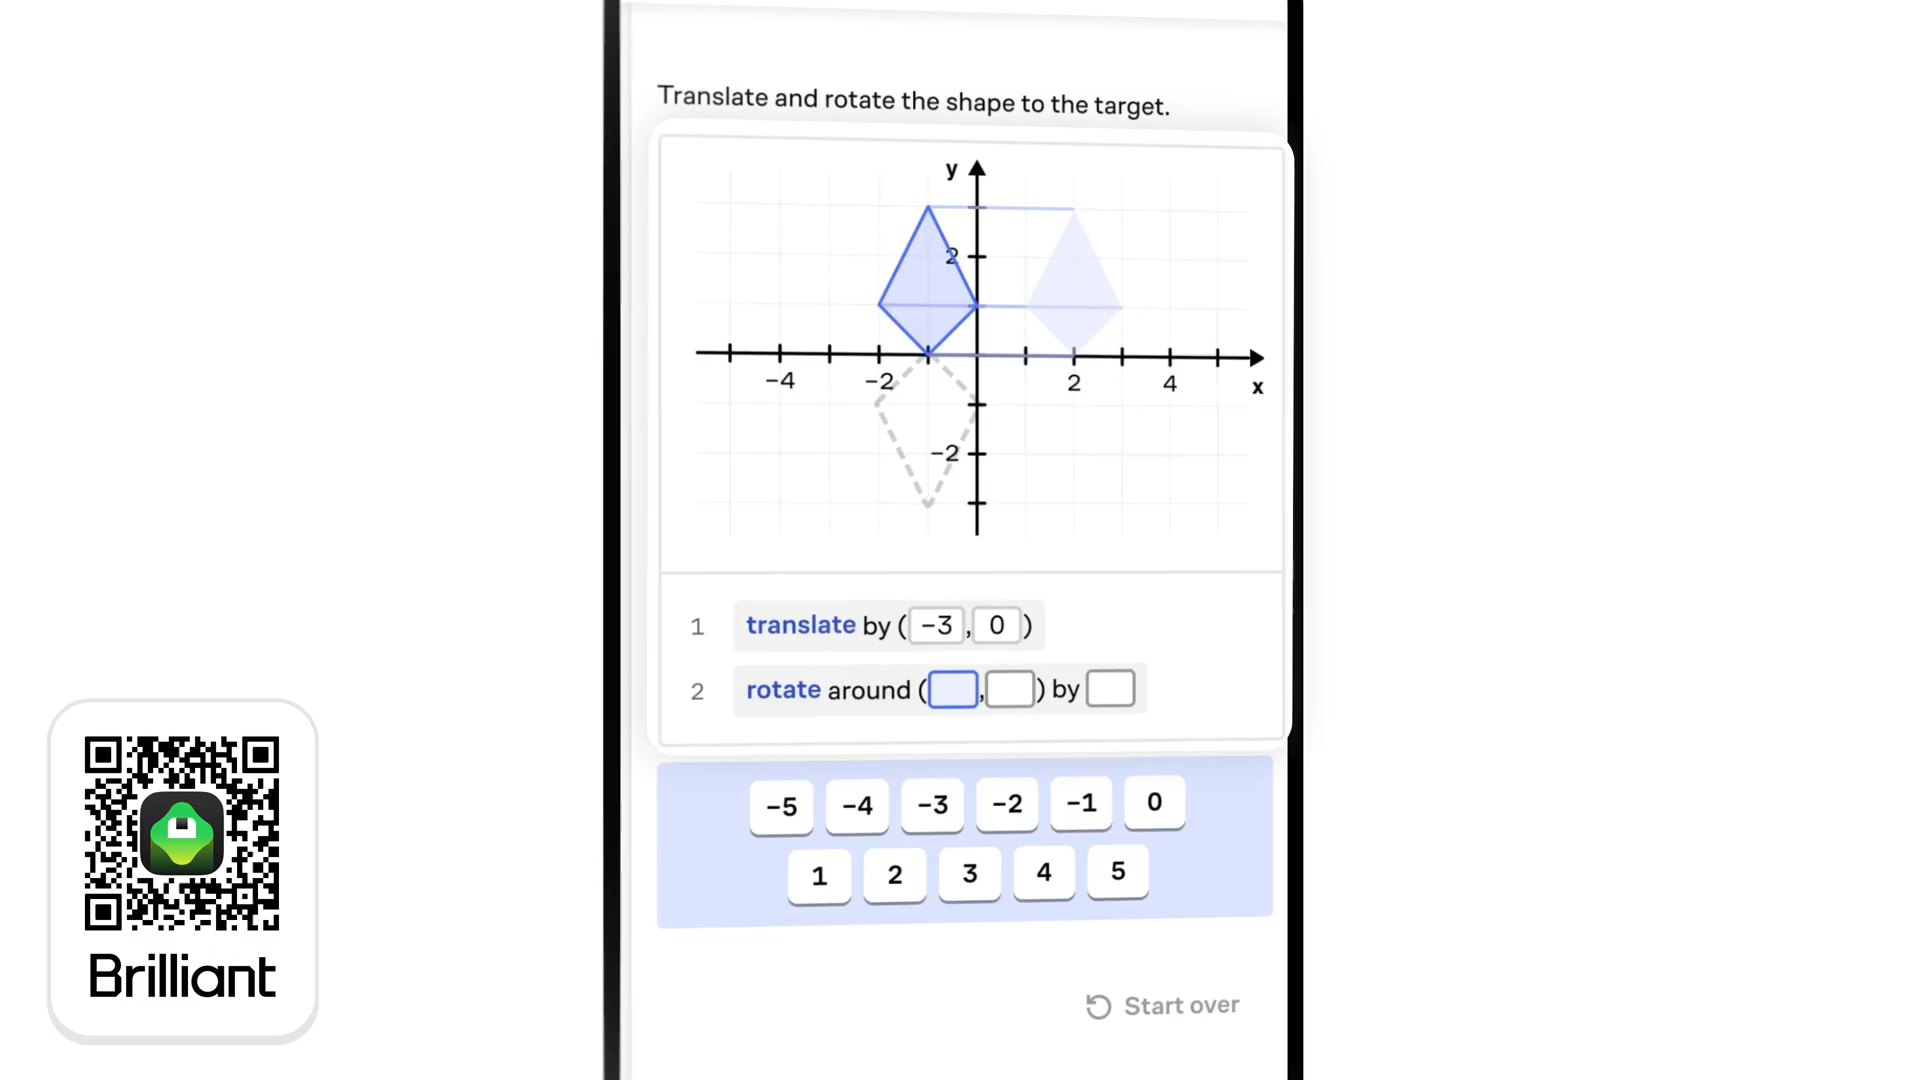 Translate and rotate the shape to the target.
y
2
−4
−2
2
4
x
−2
1 translate by (−3,0)
2 rotate around ( , ) by
−5 −4 −3 −2 −1 0
1 2 3 4 5
Start over
Brilliant